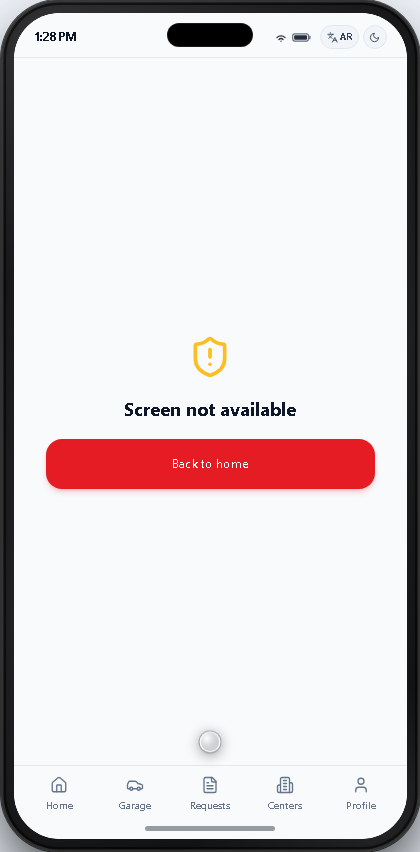 1:28 PM
AR
Screen not available
Back to home
Home
Garage
Requests
Centers
Profile